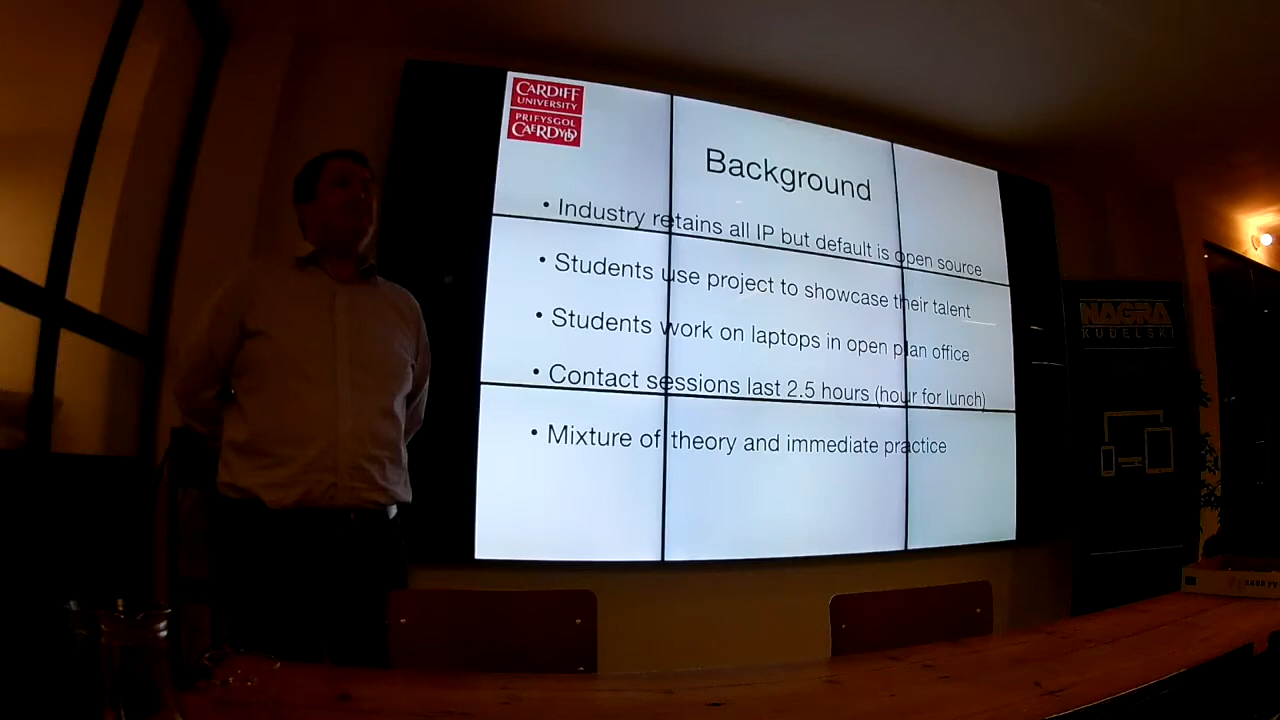 CARDIFF
UNIVERSITY
PRIFYSGOL
CAERDYDD
Background
• Industry retains all IP but default is open source
• Students use project to showcase their talent
• Students work on laptops in open plan office
• Contact sessions last 2.5 hours (hour for lunch)
• Mixture of theory and immediate practice
NAGRA
KUDELSKI